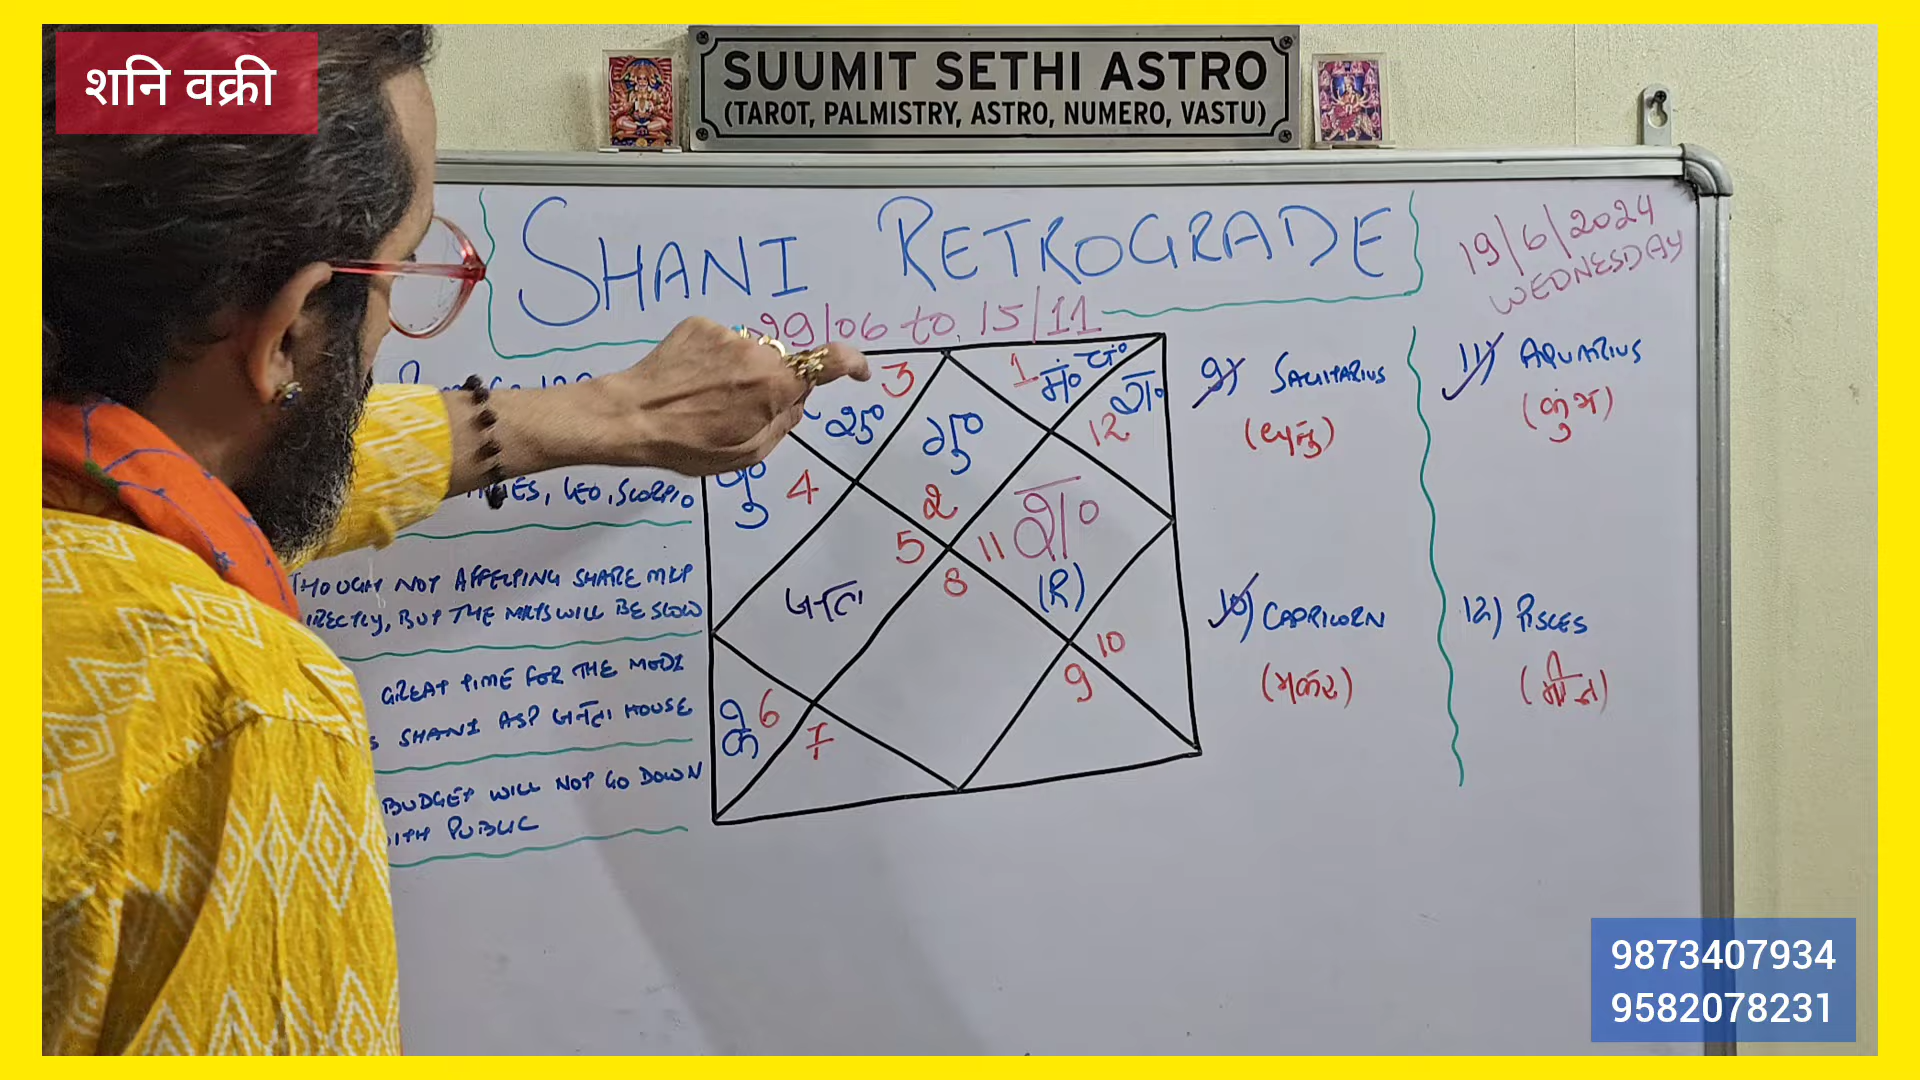 शनि वक्री
SUUMIT SETHI ASTRO
(TAROT, PALMISTRY, ASTRO, NUMERO, VASTU)
SHANI RETROGRADE
19/6/2024
WEDNESDAY
29/06 to 15/11
LEO, SCORPIO
THOUGH NOT AFFECTING SHARE MKT
BUT THE MKTS WILL BE SLOW
GREAT TIME FOR THE MODI
SHANI ASP जनता HOUSE
BUDGET WILL NOT GO DOWN
WITH PUBLIC
3
शु०
1
मं० चं०
शु०
12
गु०
2
4
5
11
श०
(R)
8
जनता
10
9
के
6
7
9) SAGITARIUS
(धनु)
11) AQUARIUS
(कुंभ)
10) CAPRICORN
(मकर)
12) PISCES
(मीन)
9873407934
9582078231